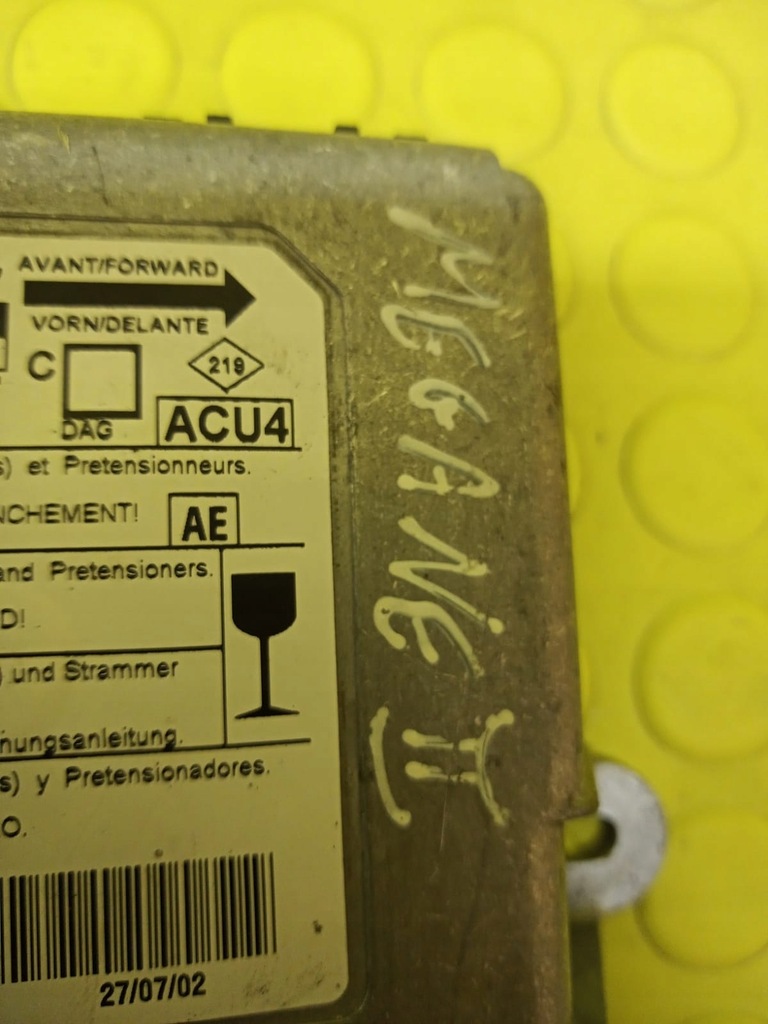 AVANT/FORWARD
VORN/DELANTE
C
219
DAG
ACU4
s) et Pretensionneurs.
NCHEMENT!
AE
and Pretensioners.
D!
) und Strammer
nungsanleitung.
s) y Pretensionadores.
O.
27/07/02
MEGANE II